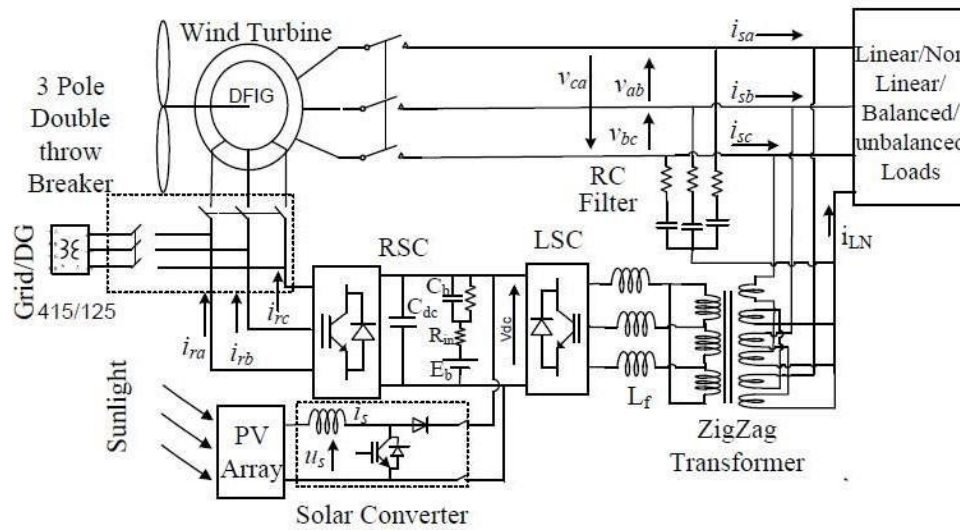 Wind Turbine
3 Pole
Double
throw
Breaker
DFIG
i_sa
i_sb
i_sc
v_ca
v_ab
v_bc
Linear/Non
Linear/
Balanced/
unbalanced
Loads
RC
Filter
i_LN
Grid/DG
415/125
i_ra
i_rb
i_rc
RSC
C_dc
C_b
R_in
E_b
Vdc
LSC
L_f
ZigZag
Transformer
Sunlight
PV
Array
u_s
Solar Converter